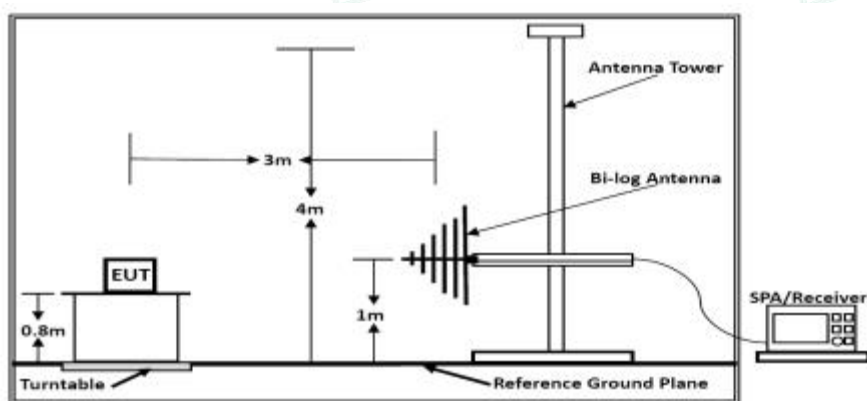 Antenna Tower
3m
Bi-log Antenna
4m
EUT
0.8m
1m
SPA/Receiver
Turntable
Reference Ground Plane